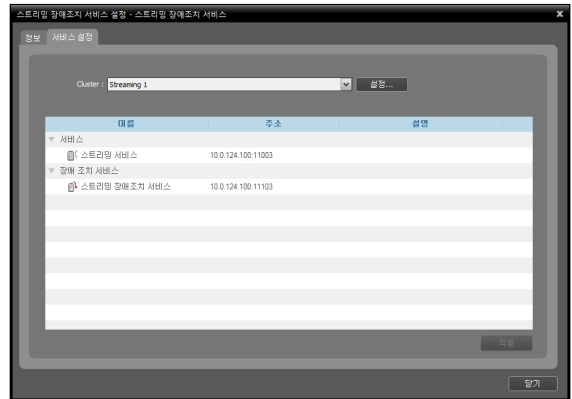 스트리밍 장애조치 서비스 설정 - 스트리밍 장애조치 서비스 x
정보 서비스 설정
Cluster : Streaming 1 설정...
이름 주소 설명
서비스
스트리밍 서비스 10.0.124.100:11003
장애 조치 서비스
스트리밍 장애조치 서비스 10.0.124.100:11103
적용
닫기